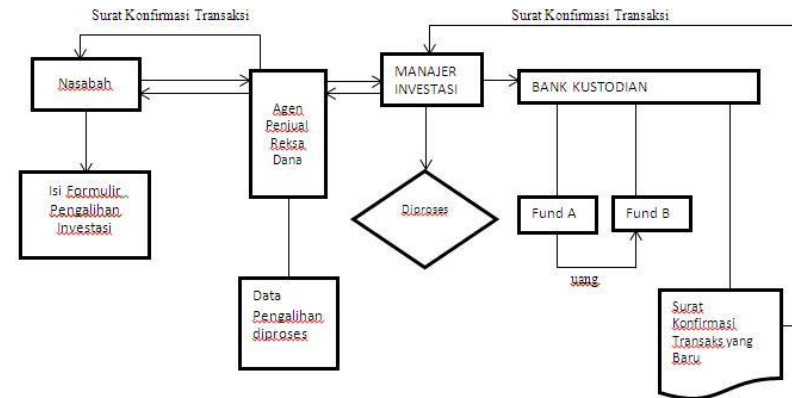 Surat Konfirmasi Transaksi
Surat Konfirmasi Transaksi
Nasabah
Agen
Penjual
Reksa
Dana
MANAJER
INVESTASI
BANK KUSTODIAN
Isi Formulir
Pengalihan
Investasi
Diproses
Fund A
Fund B
uang
Data
Pengalihan
diproses
Surat
Konfirmasi
Transaks yang
Baru